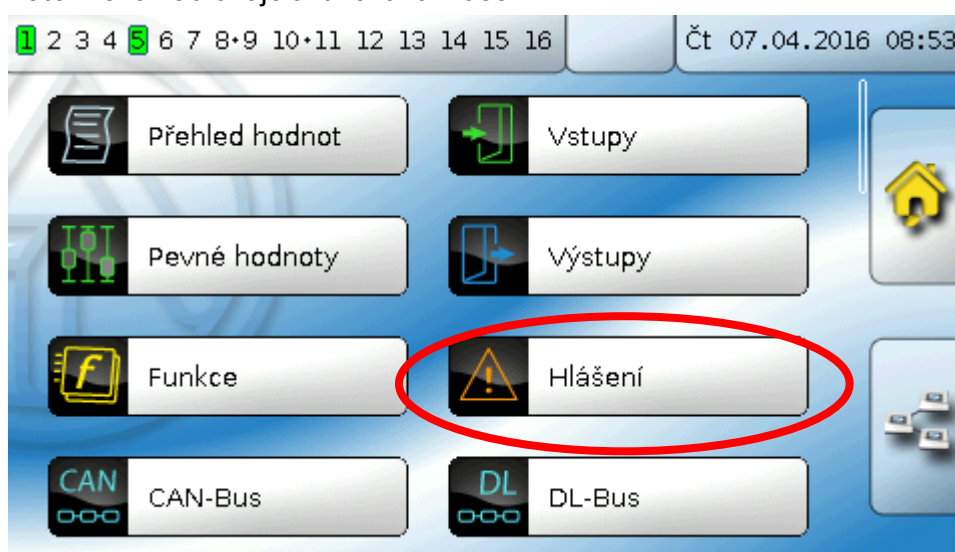 1 2 3 4 5 6 7 8•9 10•11 12 13 14 15 16 Čt 07.04.2016 08:53
Přehled hodnot Vstupy
Pevné hodnoty Výstupy
f Funkce Hlášení
CAN CAN-Bus DL DL-Bus